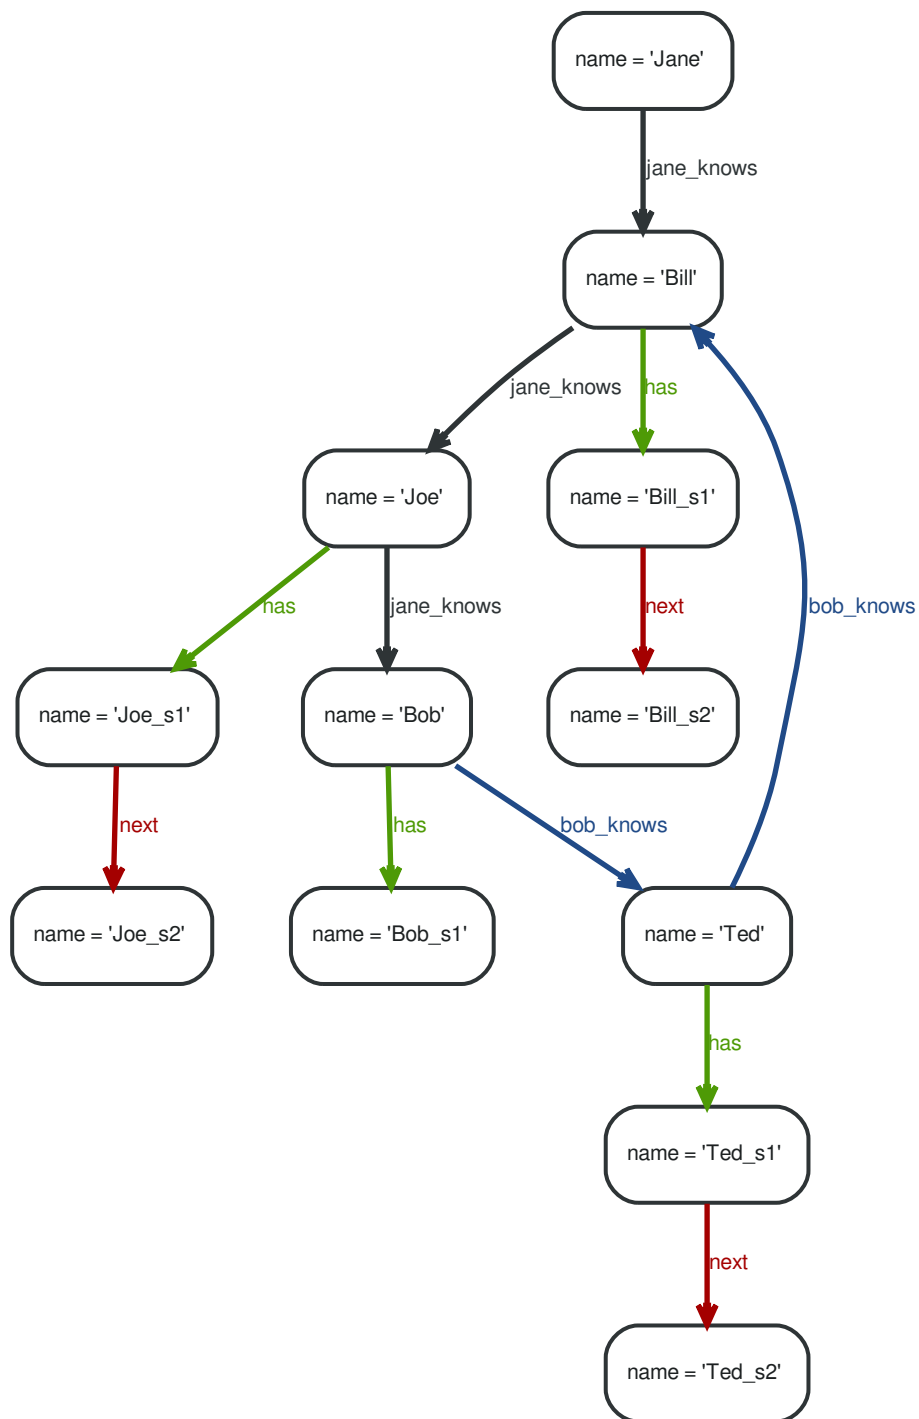 name = 'Jane'
jane_knows
name = 'Bill'
jane_knows
has
name = 'Joe'
name = 'Bill_s1'
has
jane_knows
next
bob_knows
name = 'Joe_s1'
name = 'Bob'
name = 'Bill_s2'
next
has
bob_knows
name = 'Joe_s2'
name = 'Bob_s1'
name = 'Ted'
has
name = 'Ted_s1'
next
name = 'Ted_s2'